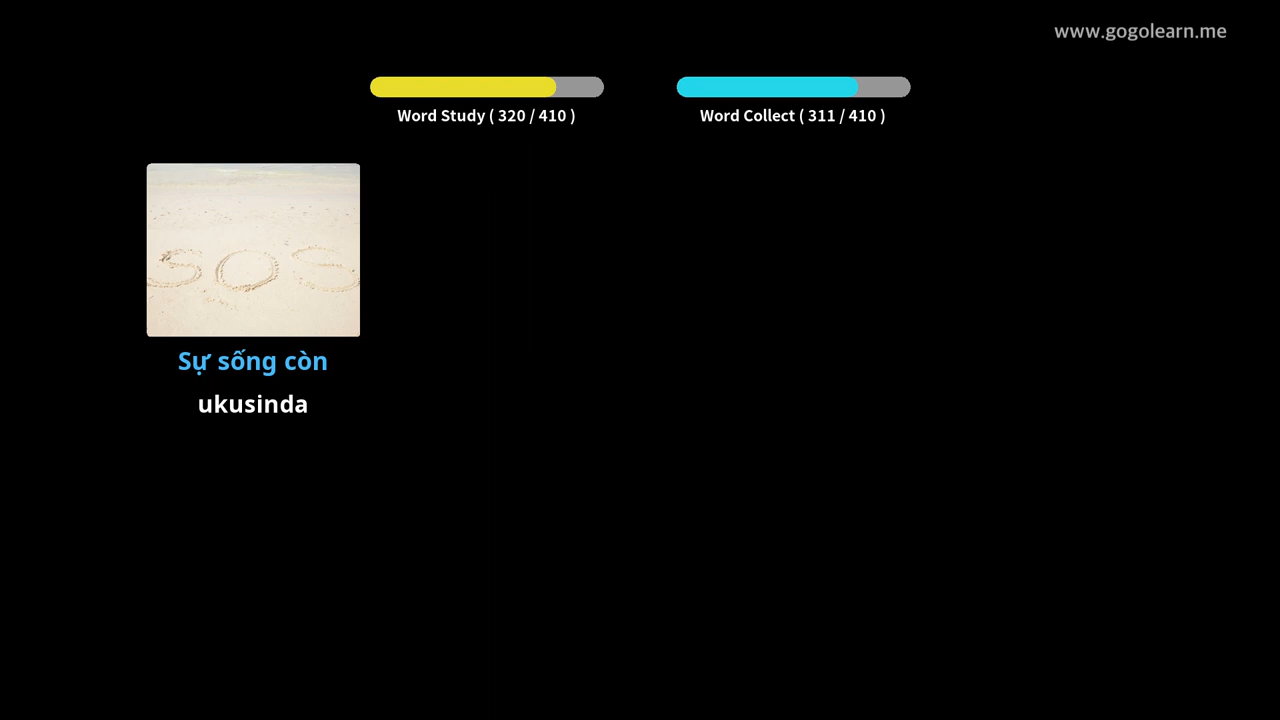 www.gogolearn.me
Word Study ( 320 / 410 )
Word Collect ( 311 / 410 )
SOS
Sự sống còn
ukusinda